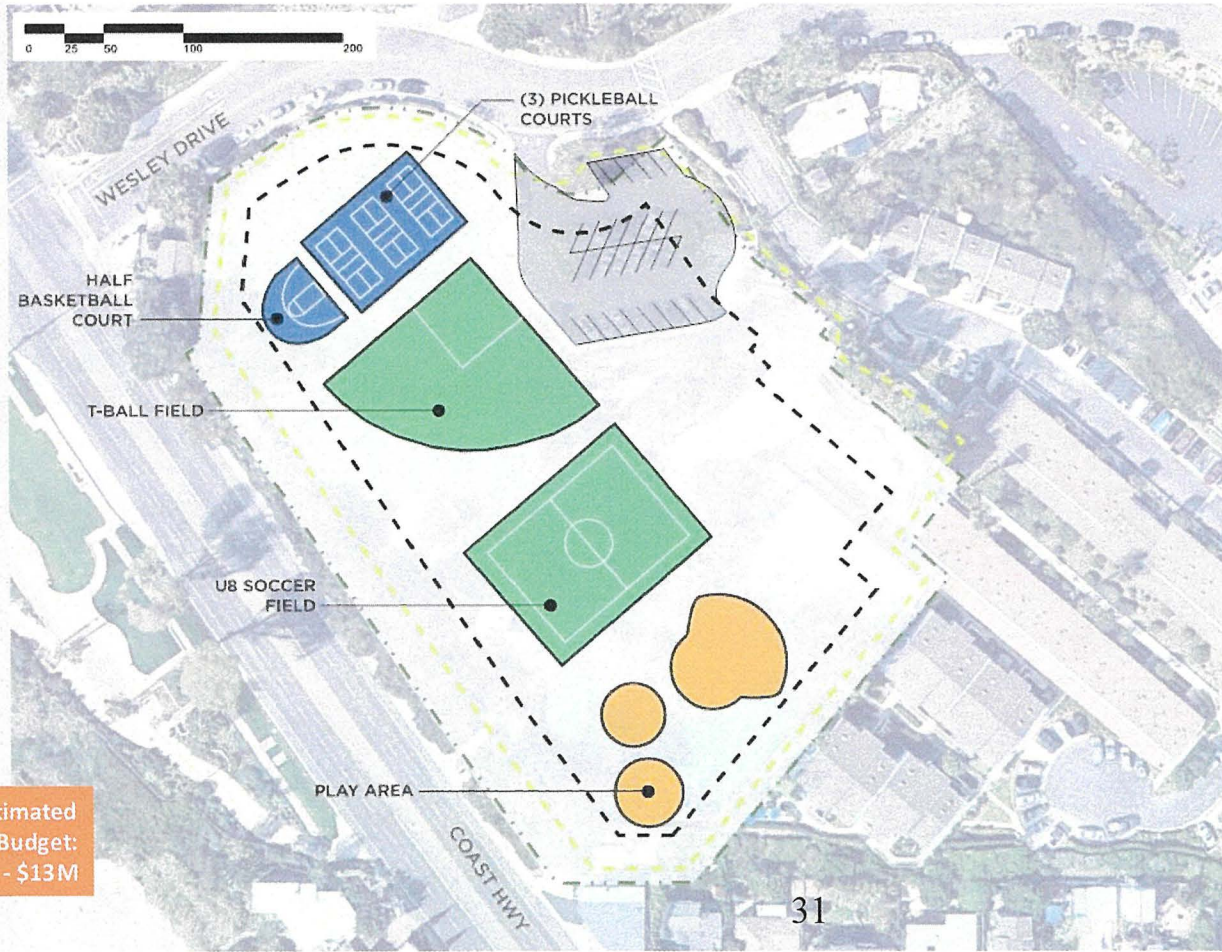 0 25 50 100 200
(3) PICKLEBALL
COURTS
WESLEY DRIVE
HALF
BASKETBALL
COURT
T-BALL FIELD
U8 SOCCER
FIELD
PLAY AREA
COAST HWY
timated
Budget:
- $13M
31